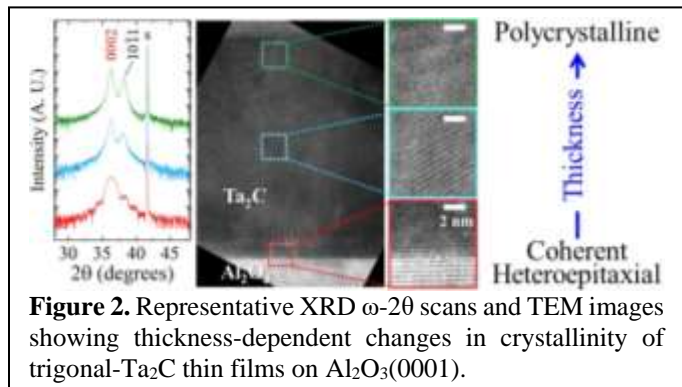 0002
1011
s
Intensity (A. U.)
30 35 40 45
2θ (degrees)
Ta₂C
2 nm
Polycrystalline
Thickness
Coherent
Heteroepitaxial
Figure 2. Representative XRD ω-2θ scans and TEM images
showing thickness-dependent changes in crystallinity of
trigonal-Ta₂C thin films on Al₂O₃(0001).